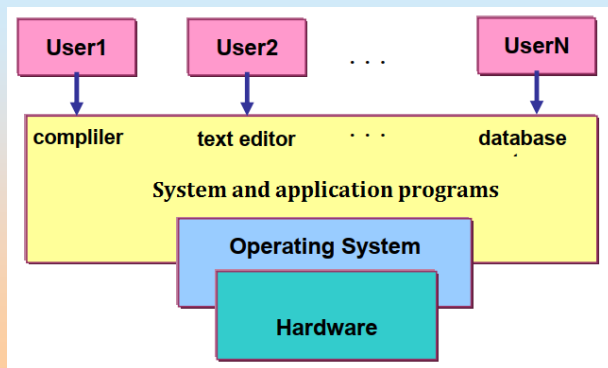 User1 User2 . . . UserN
compliler text editor . . . database
System and application programs
Operating System
Hardware